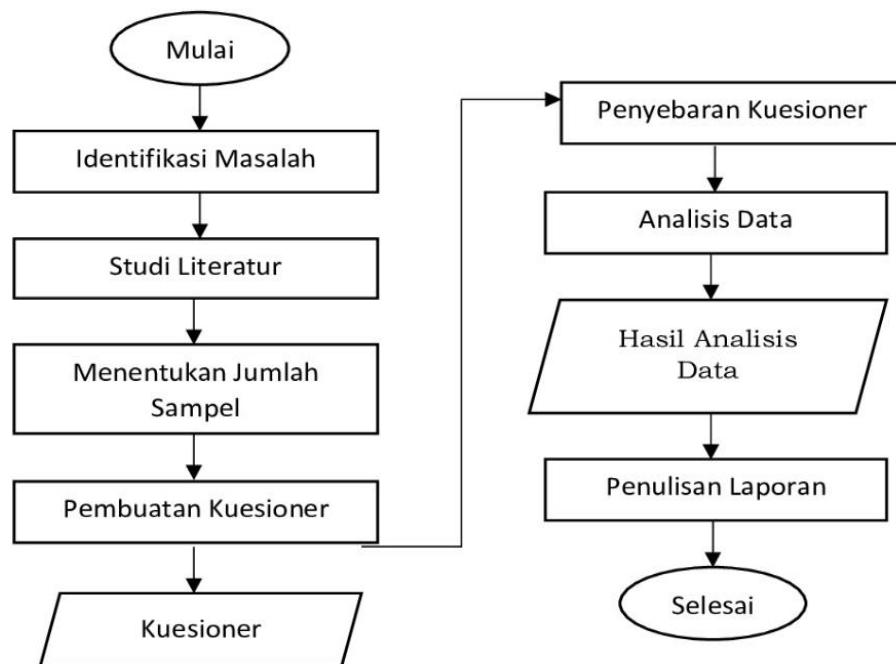 Mulai
Identifikasi Masalah
Studi Literatur
Menentukan Jumlah
Sampel
Pembuatan Kuesioner
Kuesioner
Penyebaran Kuesioner
Analisis Data
Hasil Analisis
Data
Penulisan Laporan
Selesai